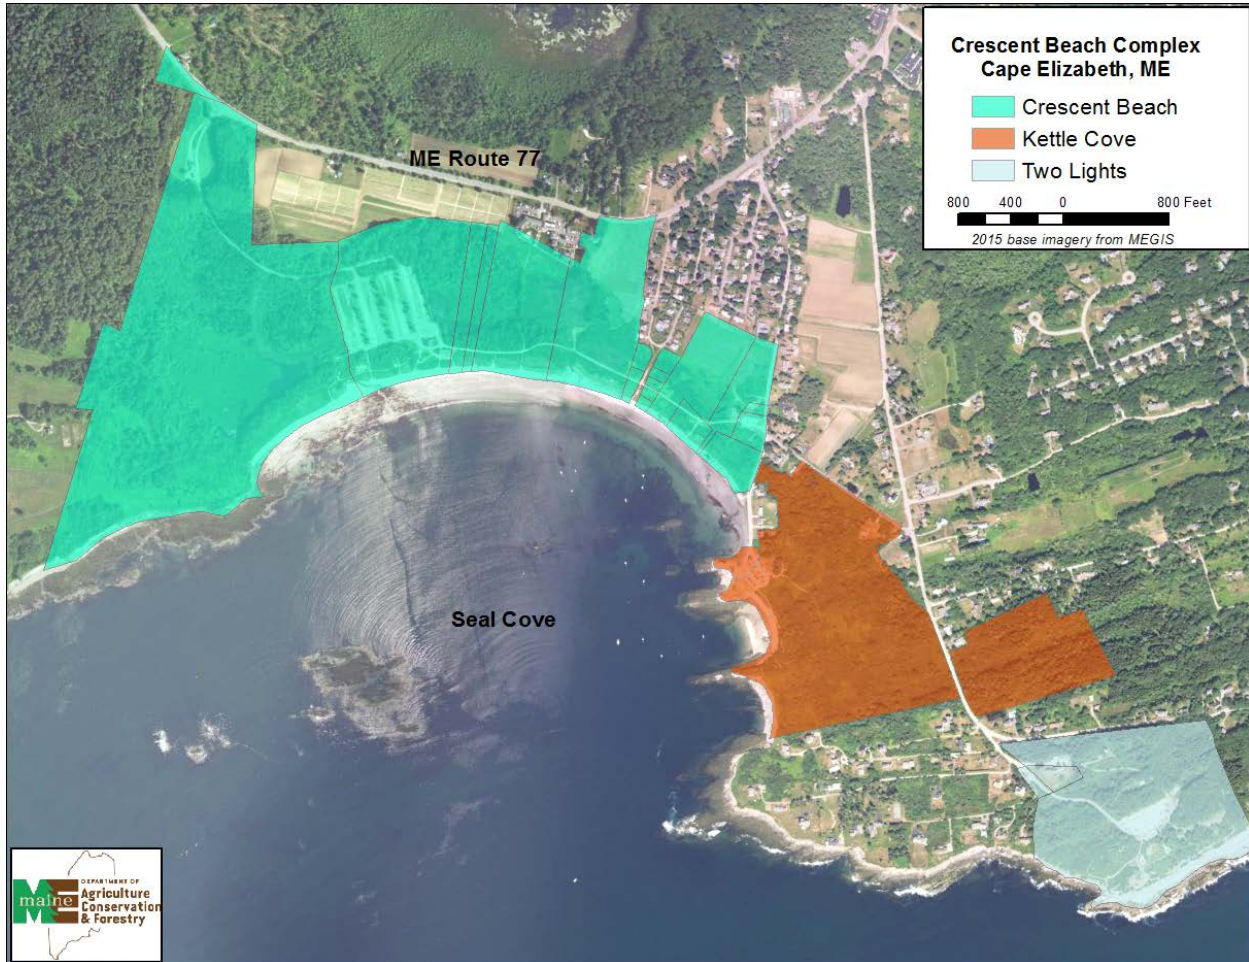 Crescent Beach Complex
Cape Elizabeth, ME
Crescent Beach
Kettle Cove
Two Lights
800 400 0 800 Feet
2015 base imagery from MEGIS
ME Route 77
Seal Cove
ME
maine
DEPARTMENT OF
Agriculture
Conservation
& Forestry